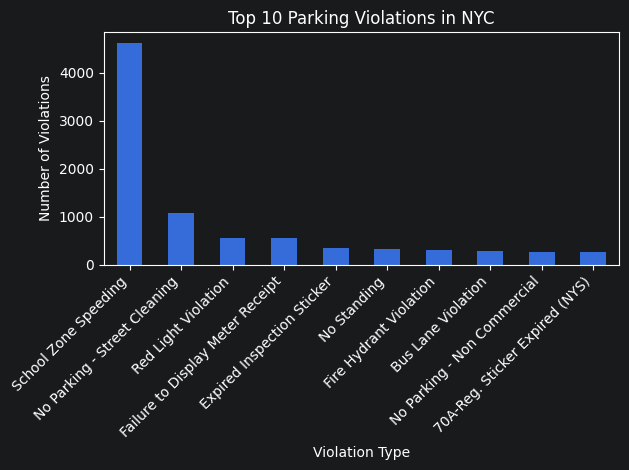 Top 10 Parking Violations in NYC
Number of Violations
4000
3000
2000
1000
0
School Zone Speeding
No Parking - Street Cleaning
Red Light Violation
Failure to Display Meter Receipt
Expired Inspection Sticker
No Standing
Fire Hydrant Violation
Bus Lane Violation
No Parking - Non Commercial
70A-Reg. Sticker Expired (NYS)
Violation Type